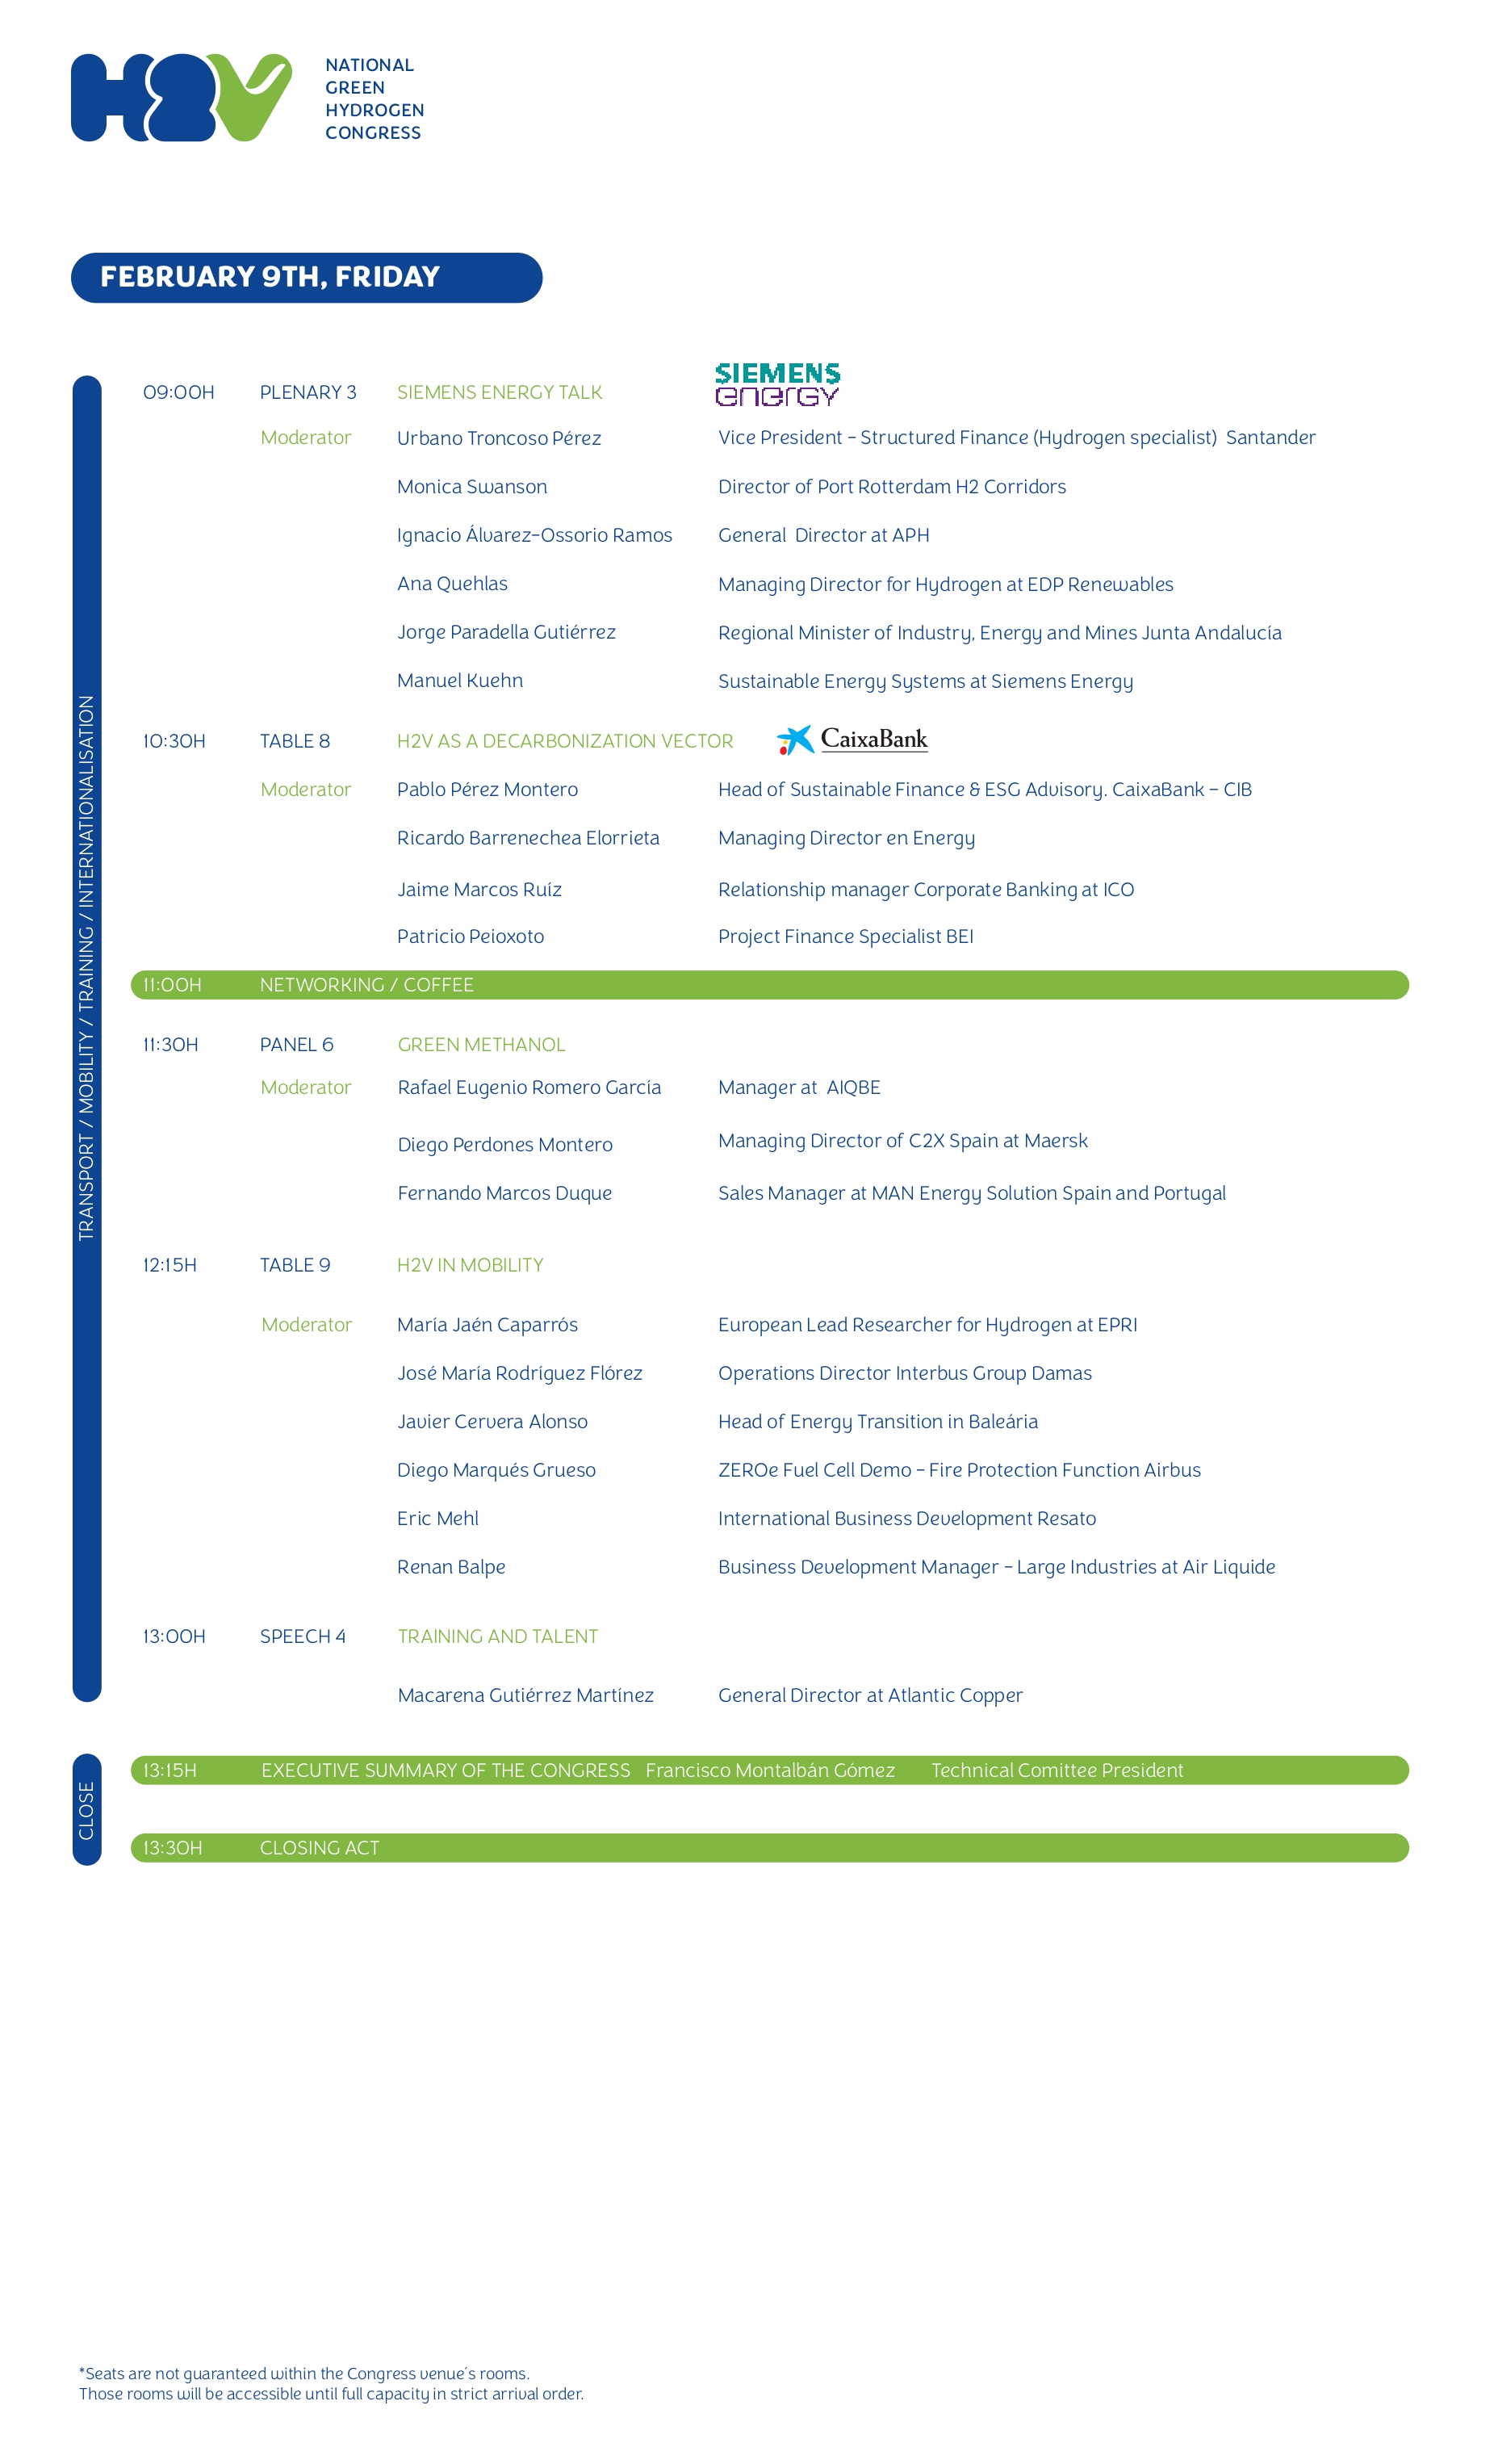 H2V
NATIONAL
GREEN
HYDROGEN
CONGRESS
FEBRUARY 9TH, FRIDAY
TRANSPORT / MOBILITY / TRAINING / INTERNATIONALISATION
09:00H PLENARY 3 SIEMENS ENERGY TALK SIEMENS energy
Moderator Urbano Troncoso Pérez Vice President - Structured Finance (Hydrogen specialist) Santander
Monica Swanson Director of Port Rotterdam H2 Corridors
Ignacio Álvarez-Ossorio Ramos General Director at APH
Ana Quehlas Managing Director for Hydrogen at EDP Renewables
Jorge Paradella Gutiérrez Regional Minister of Industry, Energy and Mines Junta Andalucía
Manuel Kuehn Sustainable Energy Systems at Siemens Energy
10:30H TABLE 8 H2V AS A DECARBONIZATION VECTOR CaixaBank
Moderator Pablo Pérez Montero Head of Sustainable Finance & ESG Advisory. CaixaBank – CIB
Ricardo Barrenechea Elorrieta Managing Director en Energy
Jaime Marcos Ruíz Relationship manager Corporate Banking at ICO
Patricio Peioxoto Project Finance Specialist BEI
11:00H NETWORKING / COFFEE
11:30H PANEL 6 GREEN METHANOL
Moderator Rafael Eugenio Romero García Manager at AIQBE
Diego Perdones Montero Managing Director of C2X Spain at Maersk
Fernando Marcos Duque Sales Manager at MAN Energy Solution Spain and Portugal
12:15H TABLE 9 H2V IN MOBILITY
Moderator María Jaén Caparrós European Lead Researcher for Hydrogen at EPRI
José María Rodríguez Flórez Operations Director Interbus Group Damas
Javier Cervera Alonso Head of Energy Transition in Baleária
Diego Marqués Grueso ZEROe Fuel Cell Demo - Fire Protection Function Airbus
Eric Mehl International Business Development Resato
Renan Balpe Business Development Manager - Large Industries at Air Liquide
13:00H SPEECH 4 TRAINING AND TALENT
Macarena Gutiérrez Martínez General Director at Atlantic Copper
CLOSE
13:15H EXECUTIVE SUMMARY OF THE CONGRESS Francisco Montalbán Gómez Technical Comittee President
13:30H CLOSING ACT
*Seats are not guaranteed within the Congress venue´s rooms.
Those rooms will be accessible until full capacity in strict arrival order.